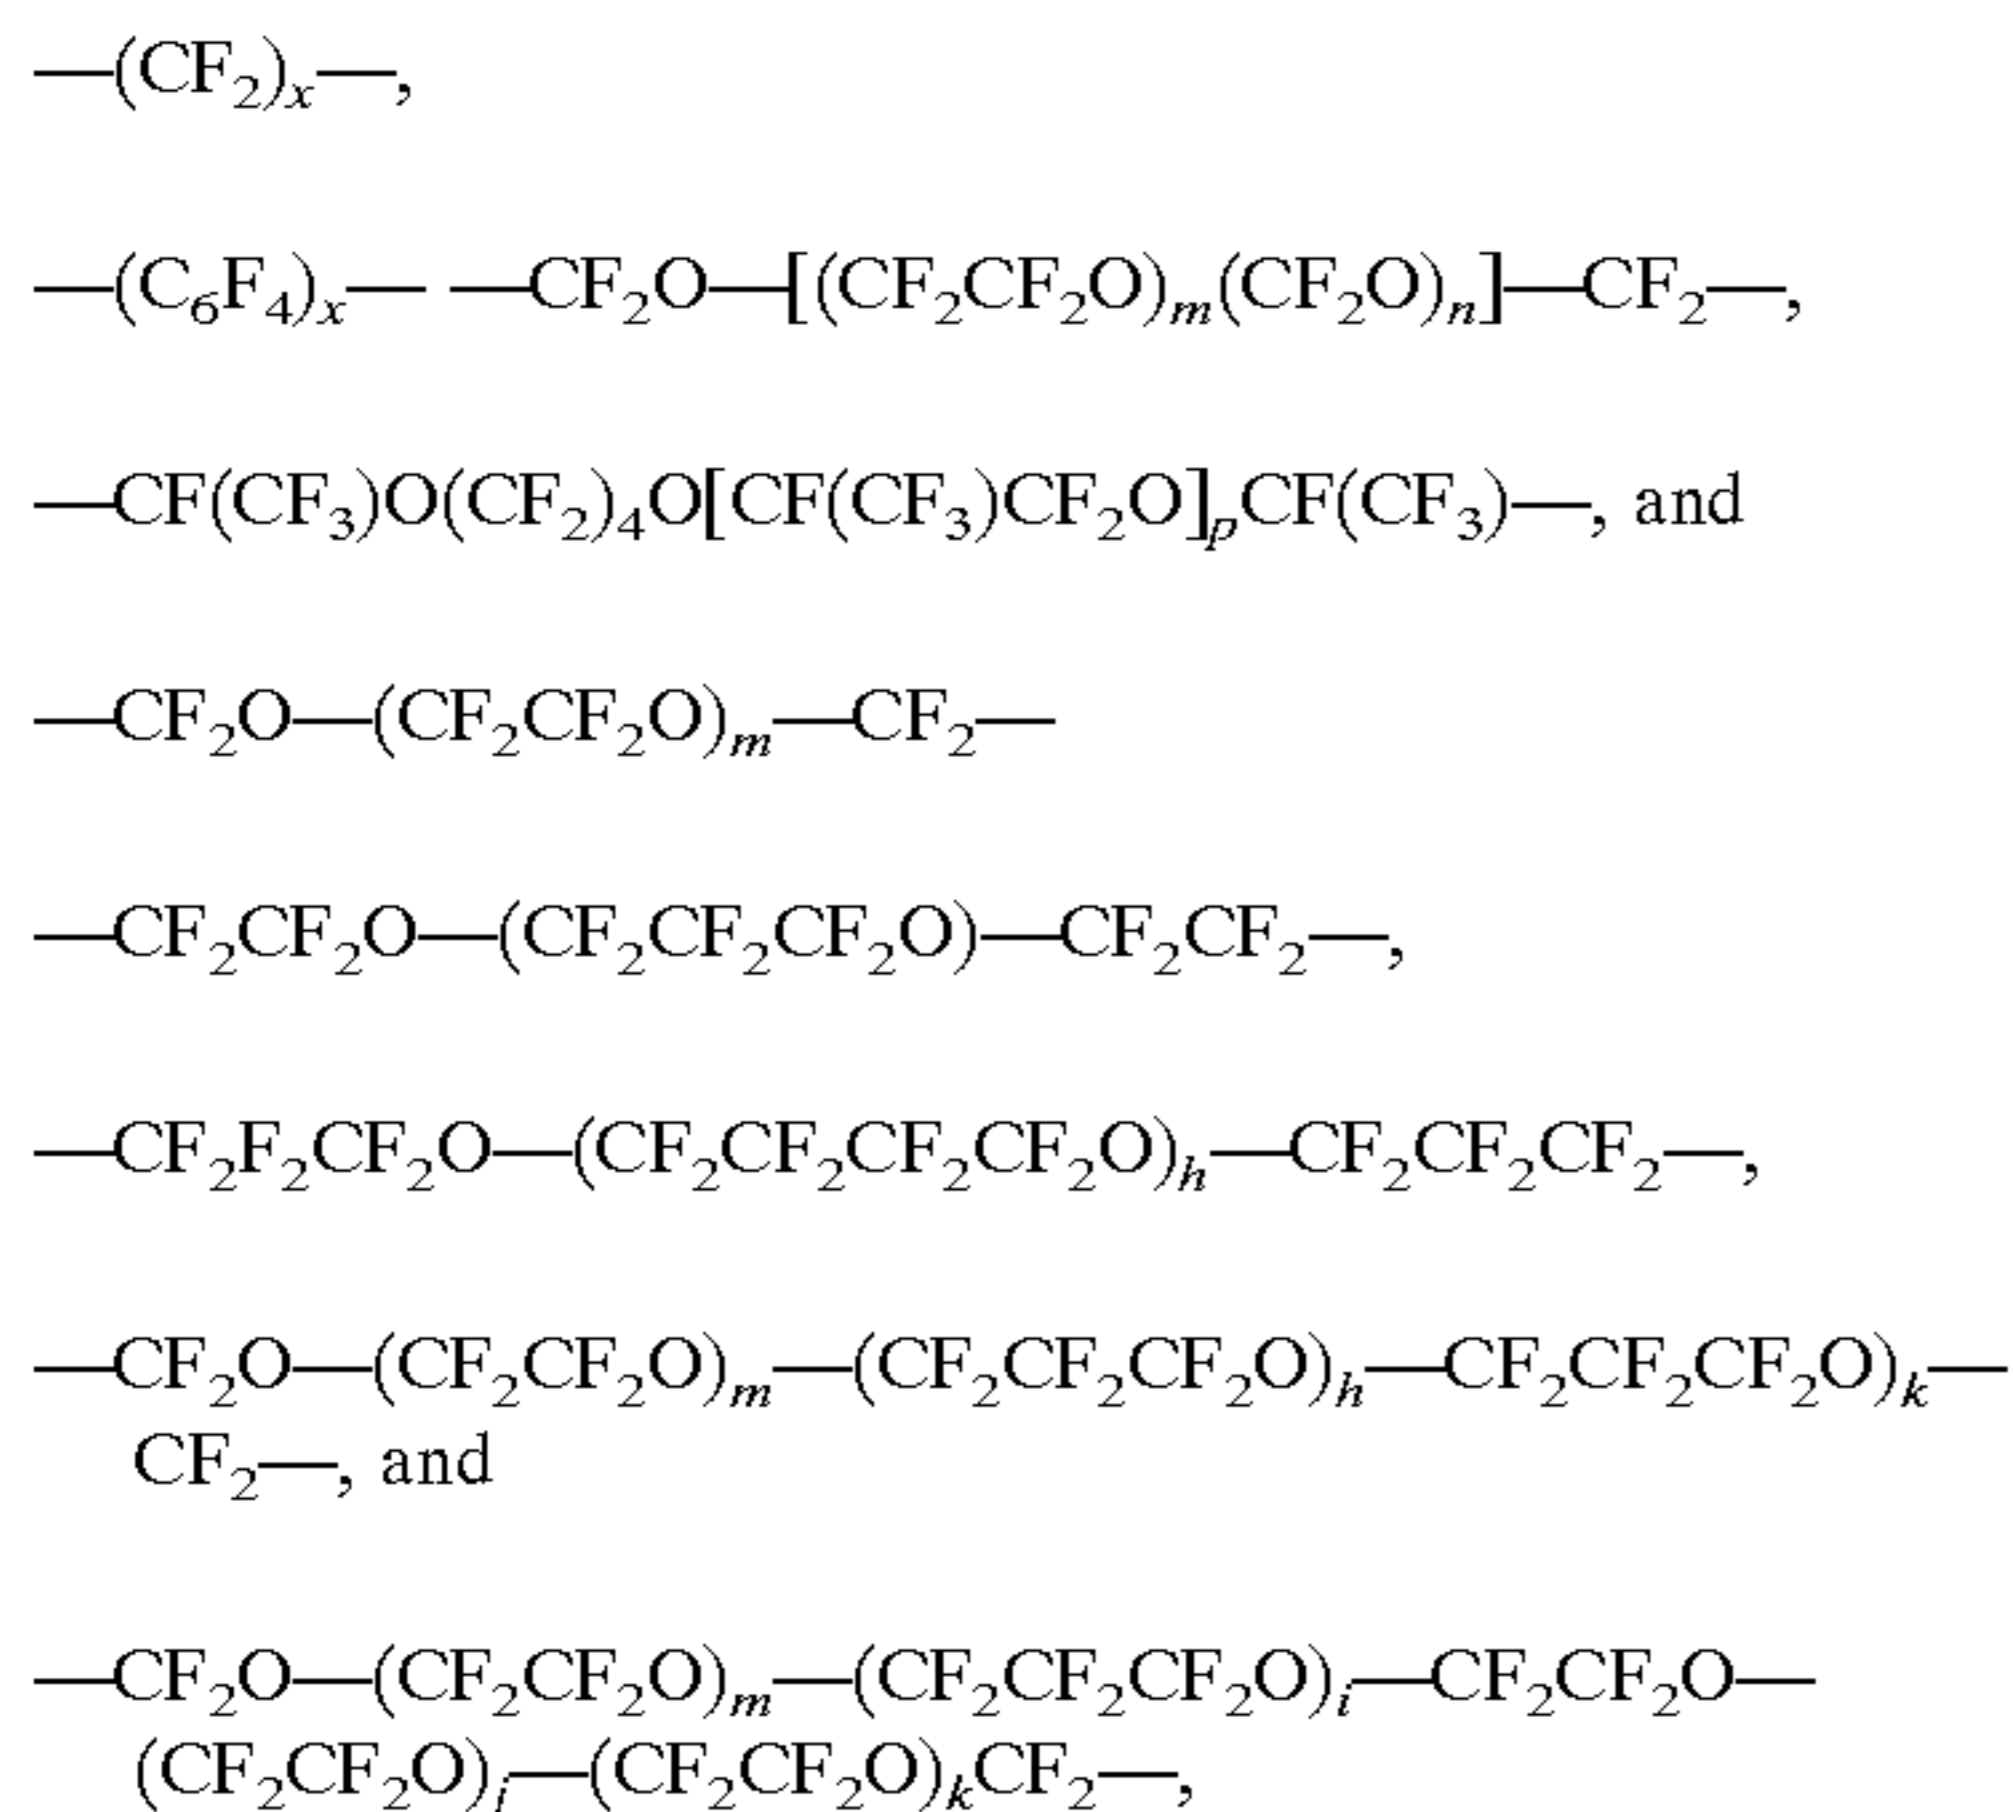 —(CF₂)ₓ—,
—(C₆F₄)ₓ— —CF₂O—[(CF₂CF₂O)ₘ(CF₂O)ₙ]—CF₂—,
—CF(CF₃)O(CF₂)₄O[CF(CF₃)CF₂O]ₚCF(CF₃)—, and
—CF₂O—(CF₂CF₂O)ₘ—CF₂—
—CF₂CF₂O—(CF₂CF₂CF₂O)—CF₂CF₂—,
—CF₂F₂CF₂O—(CF₂CF₂CF₂CF₂O)ₕ—CF₂CF₂CF₂—,
—CF₂O—(CF₂CF₂O)ₘ—(CF₂CF₂CF₂O)ₕ—CF₂CF₂CF₂O)ₖ—
CF₂—, and
—CF₂O—(CF₂CF₂O)ₘ—(CF₂CF₂CF₂O)ᵢ—CF₂CF₂O—
(CF₂CF₂O)ⱼ—(CF₂CF₂O)ₖCF₂—,